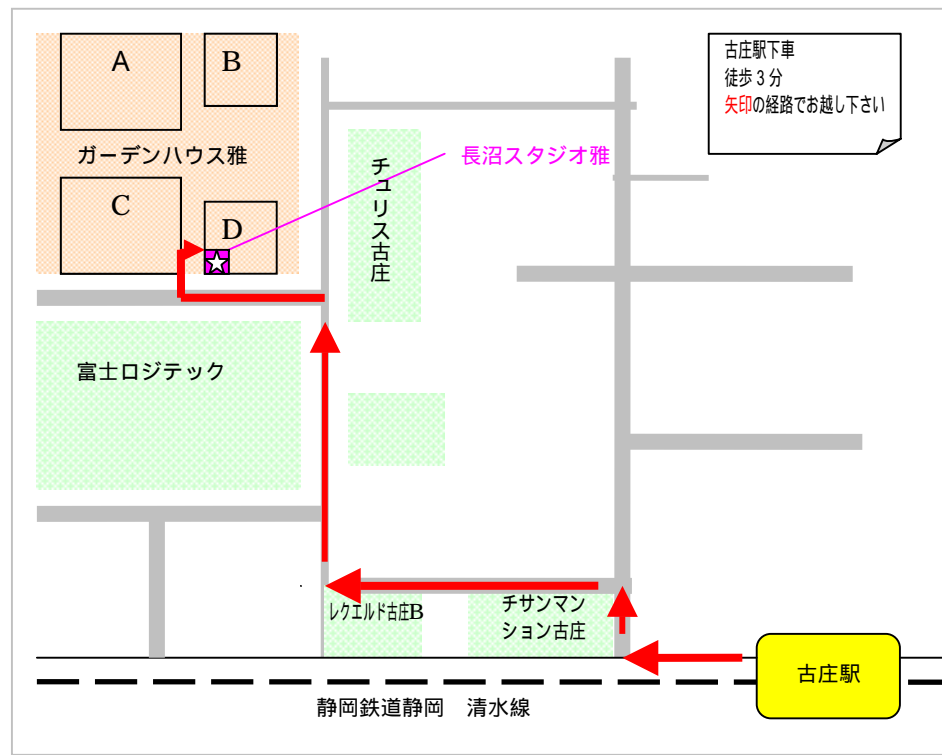 A
B
古庄駅下車
徒歩3分
矢印の経路でお越し下さい
ガーデンハウス雅
長沼スタジオ雅
チュリス古庄
C
D
富士ロジテック
レクエルド古庄B
チサンマン
ション古庄
古庄駅
静岡鉄道静岡 清水線